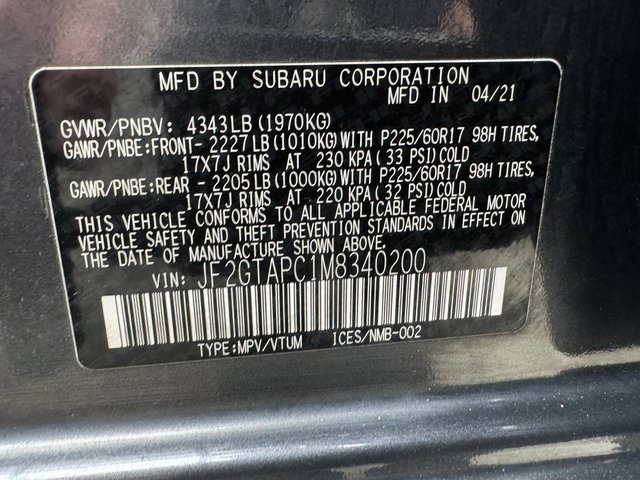 MFD BY SUBARU CORPORATION
MFD IN 04/21
GVWR/PNBV: 4343LB (1970KG)
GAWR/PNBE:FRONT- 2227 LB (1010KG) WITH P225/60R17 98H TIRES,
17X7J RIMS AT 230 KPA (33 PSI) COLD
GAWR/PNBE:REAR - 2205 LB (1000KG) WITH P225/60R17 98H TIRES,
17X7J RIMS AT 220 KPA (32 PSI) COLD
THIS VEHICLE CONFORMS TO ALL APPLICABLE FEDERAL MOTOR
VEHICLE SAFETY AND THEFT PREVENTION STANDARDS IN EFFECT ON
DATE OF MANUFACTURE SHOWN ABOVE.
VIN: JF2GTAPC1M8340200
TYPE:MPV/VTUM ICES/NMB-002